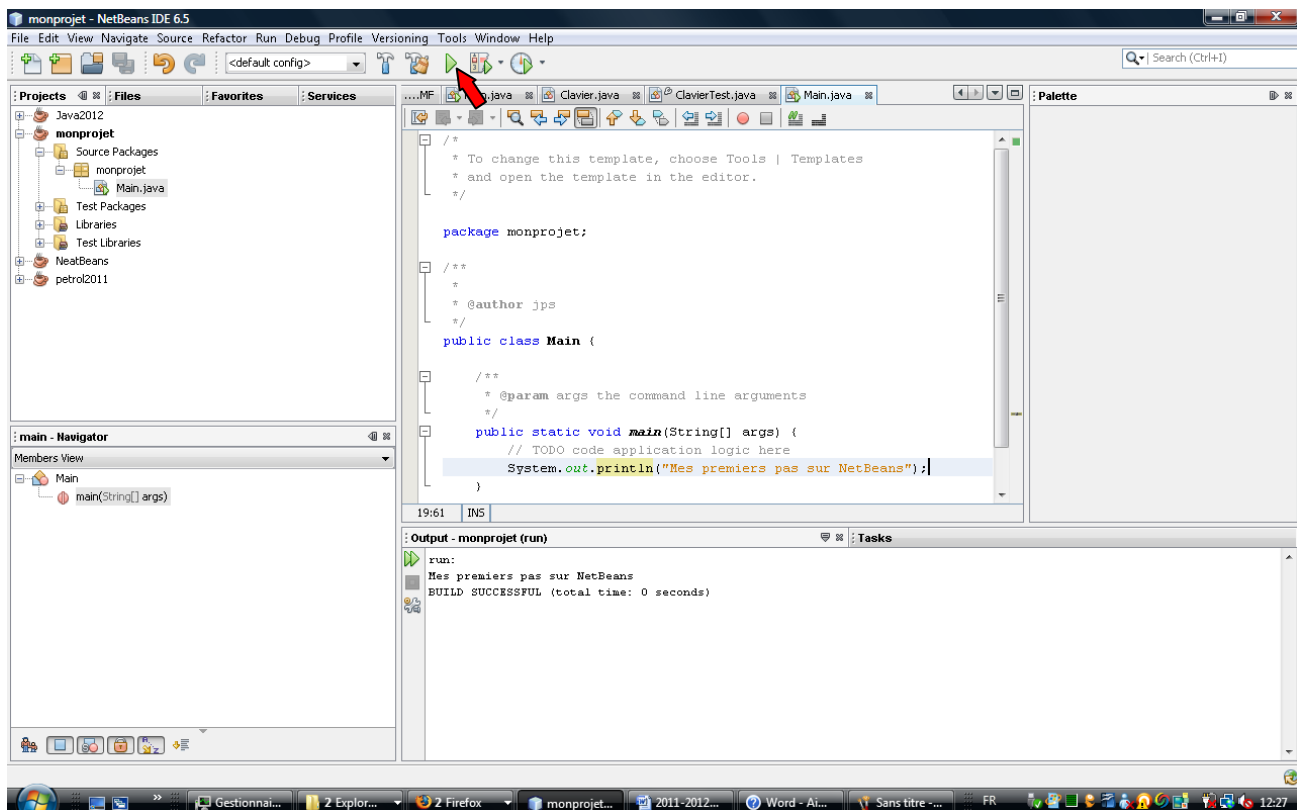 monprojet - NetBeans IDE 6.5
File Edit View Navigate Source Refactor Run Debug Profile Versioning Tools Window Help
<default config>
Search (Ctrl+I)
Projects Files Favorites Services
Java2012
monprojet
Source Packages
monprojet
Main.java
Test Packages
Libraries
Test Libraries
NeatBeans
petrol2011
main - Navigator
Members View
Main
main(String[] args)
....MF .java Clavier.java ClavierTest.java Main.java
/*
* To change this template, choose Tools | Templates
* and open the template in the editor.
*/
package monprojet;
/**
*
* @author jps
*/
public class Main {
/**
* @param args the command line arguments
*/
public static void main(String[] args) {
// TODO code application logic here
System.out.println("Mes premiers pas sur NetBeans");
}
19:61 INS
Palette
Output - monprojet (run) Tasks
run:
Mes premiers pas sur NetBeans
BUILD SUCCESSFUL (total time: 0 seconds)
Gestionnai... 2 Explor... 2 Firefox monprojet... 2011-2012... Word - Ai... Sans titre -... FR 12:27